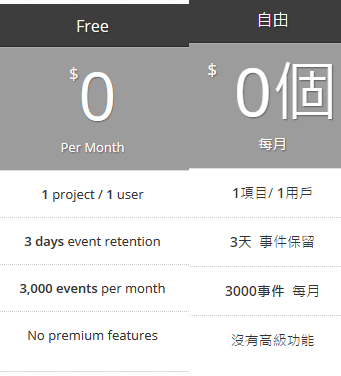 Free
$0
Per Month
1 project / 1 user
3 days event retention
3,000 events per month
No premium features
自由
$0個
每月
1項目/ 1用戶
3天 事件保留
3000事件 每月
沒有高級功能